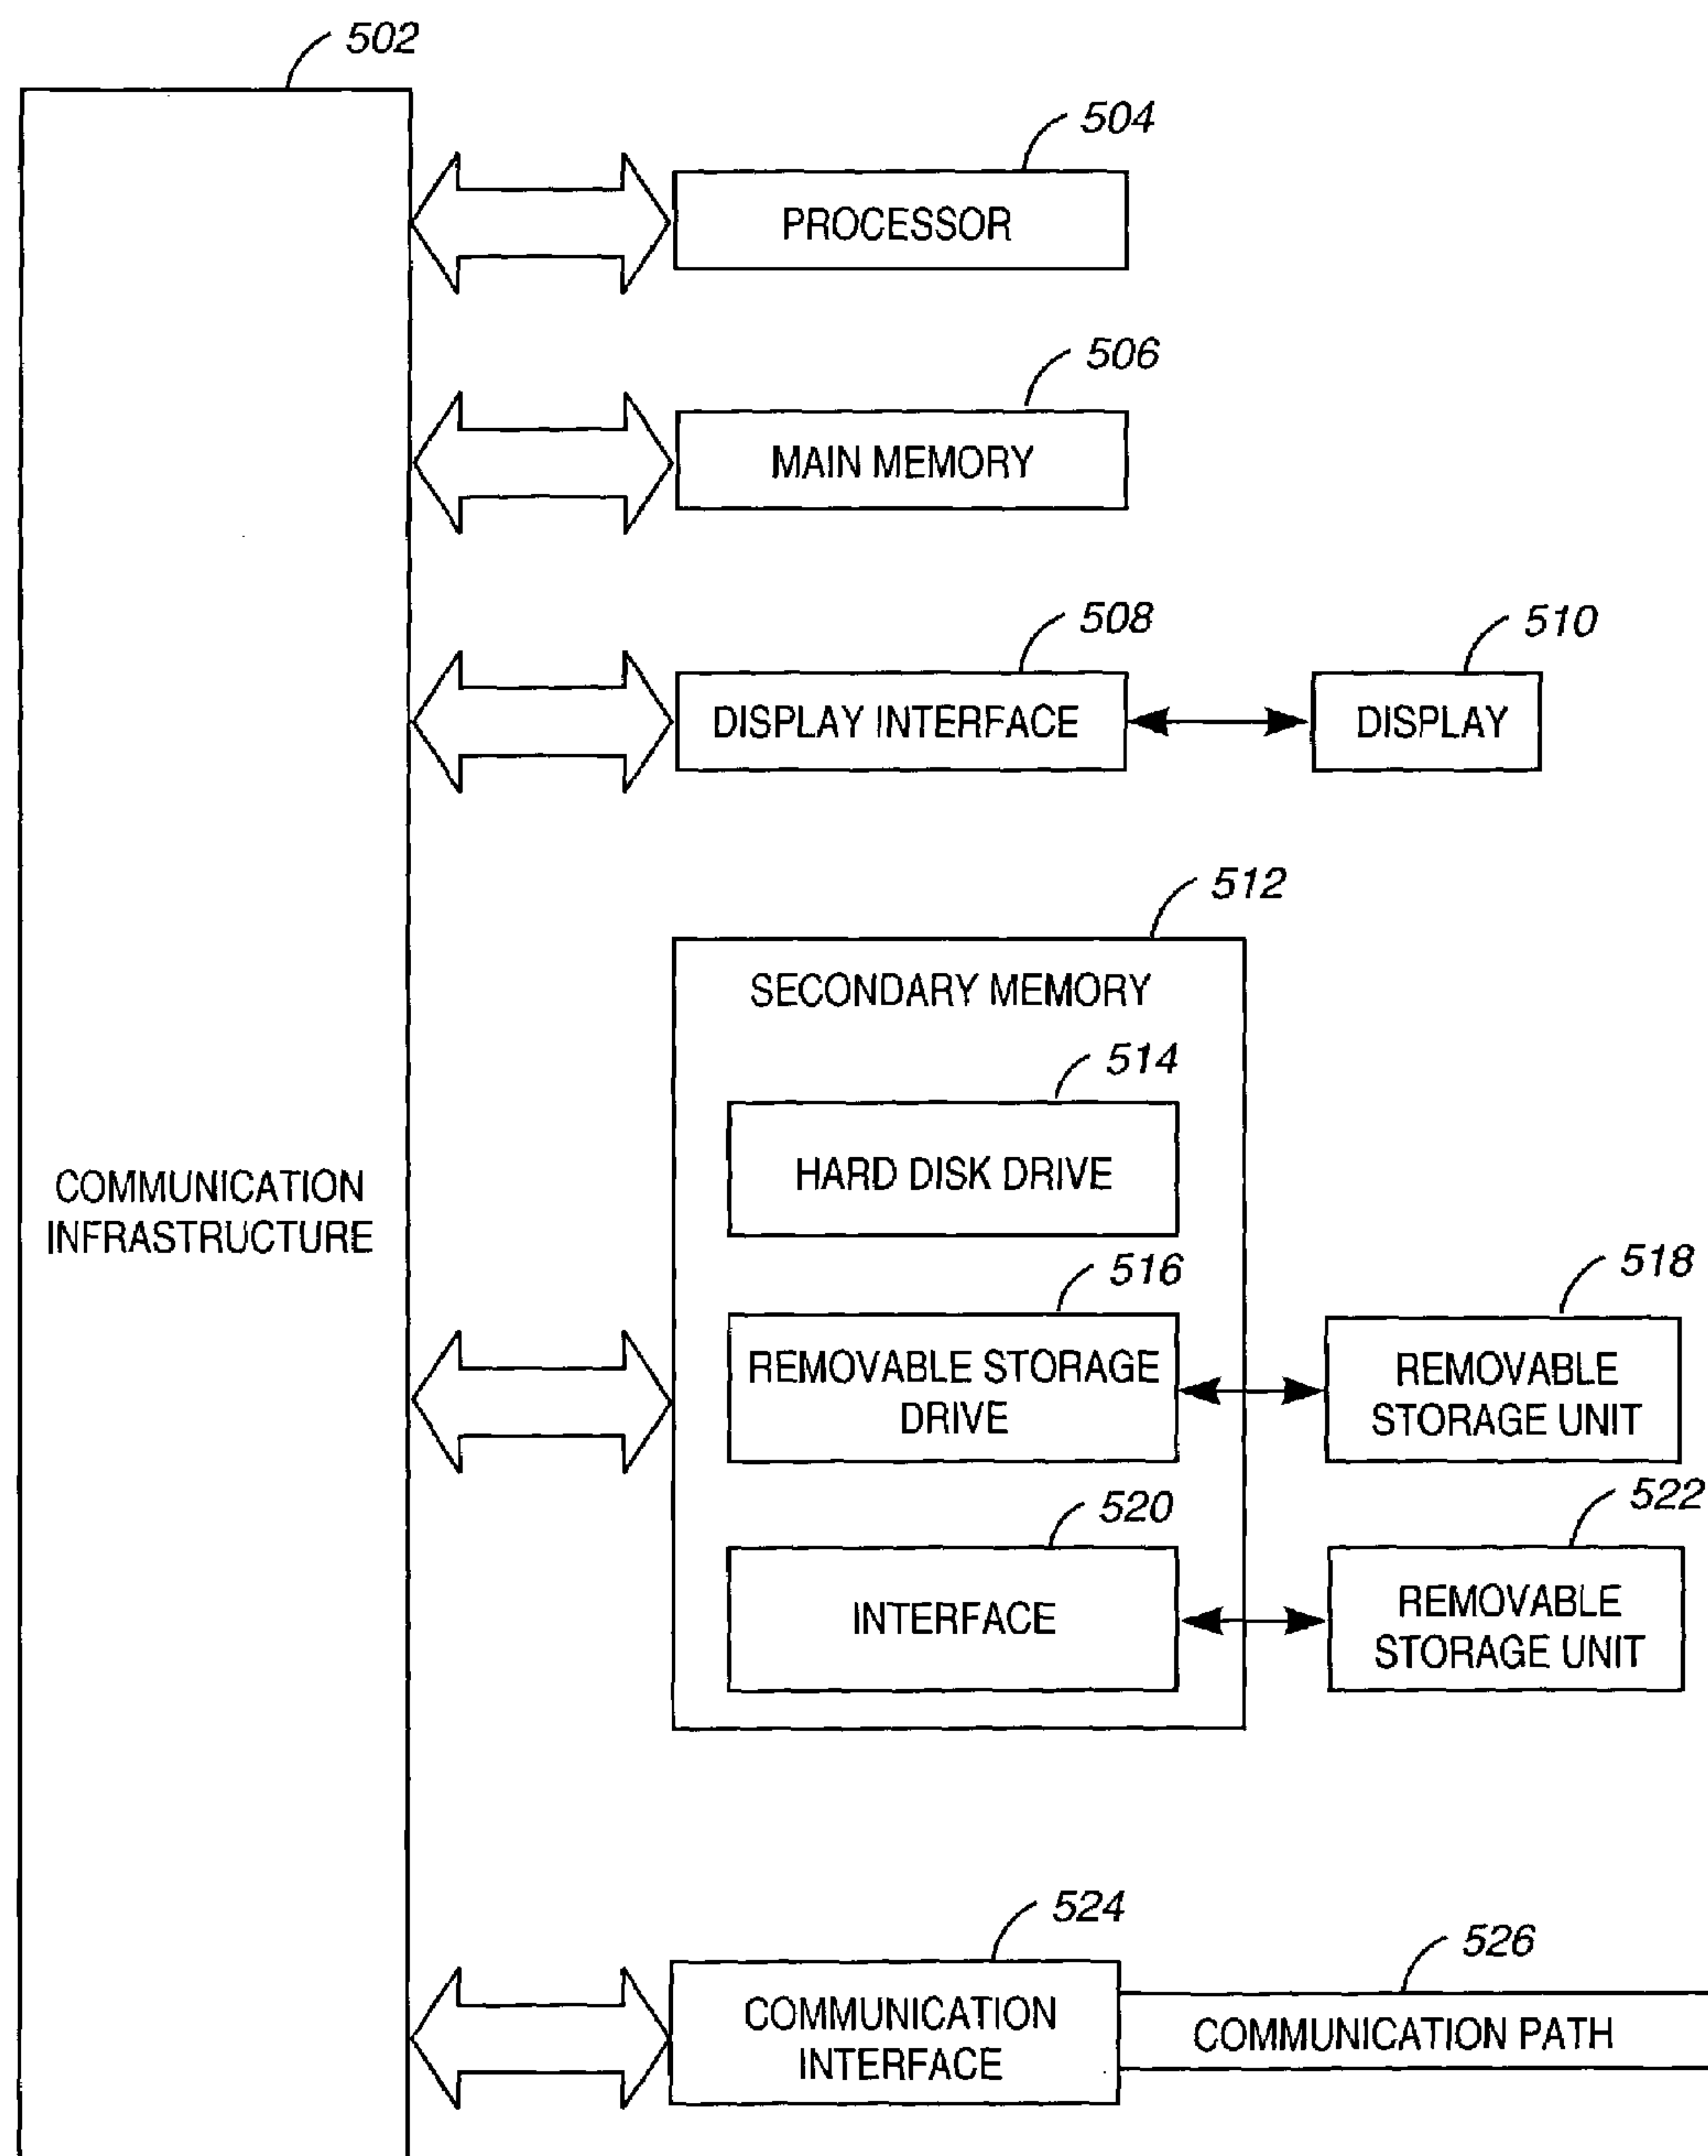 502
504
PROCESSOR
506
MAIN MEMORY
508
DISPLAY INTERFACE
510
DISPLAY
512
SECONDARY MEMORY
514
HARD DISK DRIVE
COMMUNICATION
INFRASTRUCTURE
516
REMOVABLE STORAGE
DRIVE
518
REMOVABLE
STORAGE UNIT
520
INTERFACE
522
REMOVABLE
STORAGE UNIT
524
COMMUNICATION
INTERFACE
526
COMMUNICATION PATH